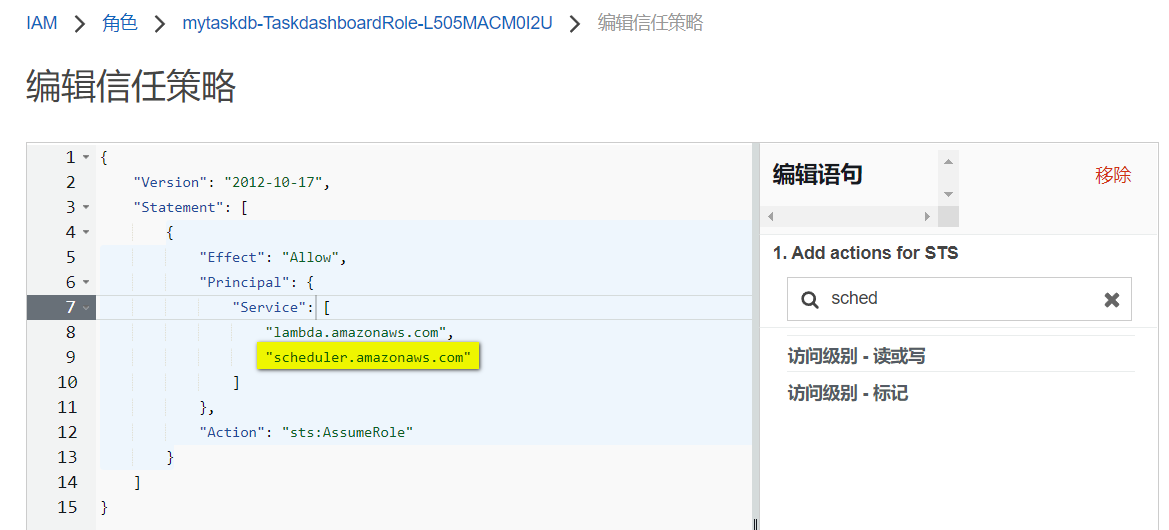 IAM > 角色 > mytaskdb-TaskdashboardRole-L505MACM0I2U > 编辑信任策略
编辑信任策略
1 {
2 "Version": "2012-10-17",
3 "Statement": [
4 {
5 "Effect": "Allow",
6 "Principal": {
7 "Service": [
8 "lambda.amazonaws.com",
9 "scheduler.amazonaws.com"
10 ]
11 },
12 "Action": "sts:AssumeRole"
13 }
14 ]
15 }
编辑语句 移除
1. Add actions for STS
sched
访问级别 - 读或写
访问级别 - 标记